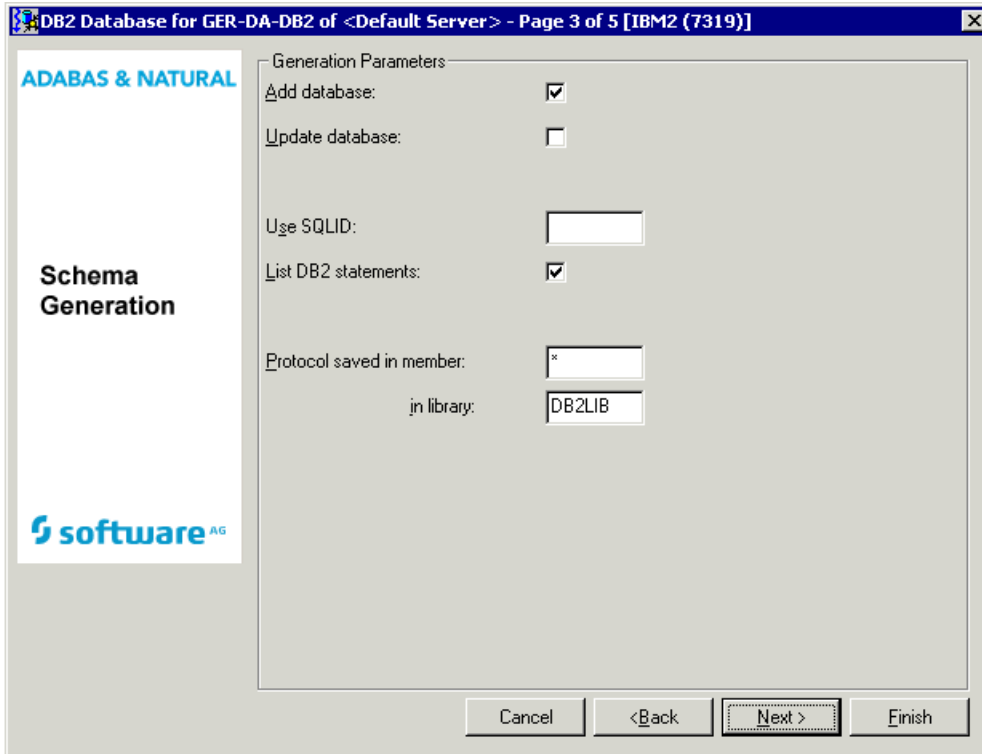 DB2 Database for GER-DA-DB2 of <Default Server> - Page 3 of 5 [IBM2 (7319)]
ADABAS & NATURAL
Schema
Generation
software AG
Generation Parameters
Add database:
Update database:
Use SQLID:
List DB2 statements:
Protocol saved in member: *
in library: DB2LIB
Cancel <Back Next > Finish